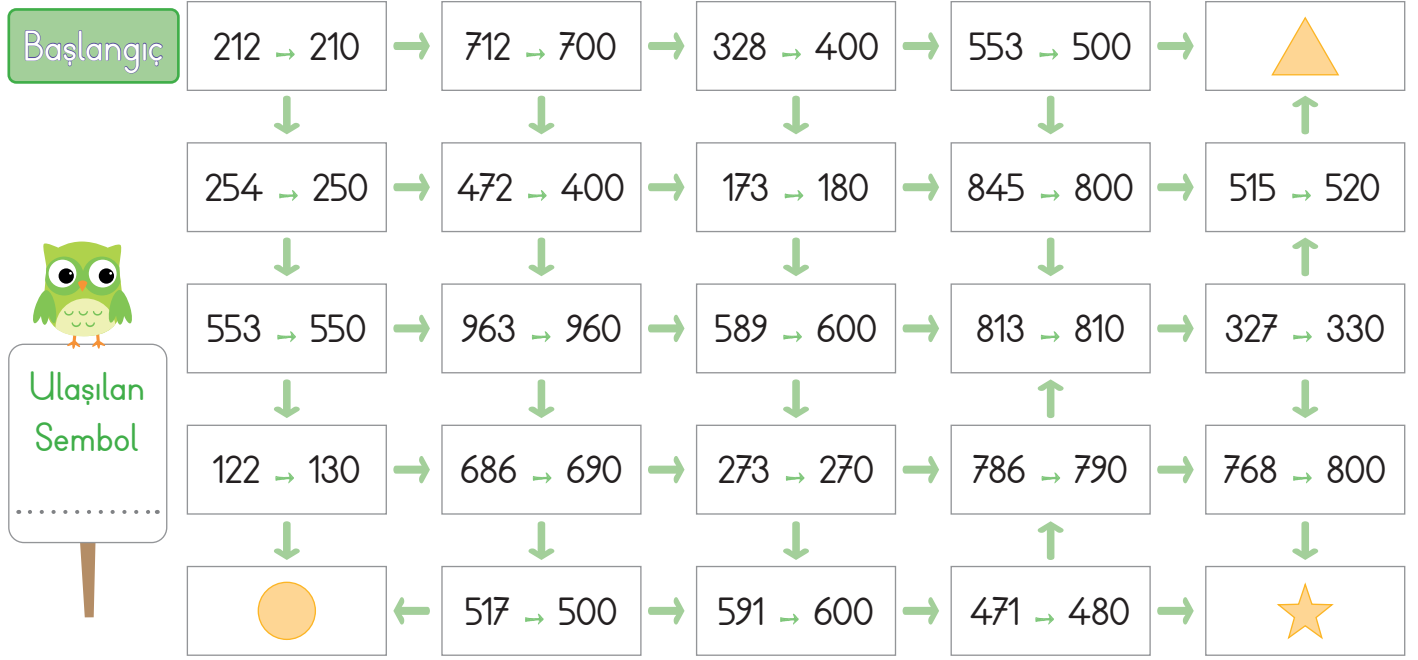 Başlangıç
212 → 210
712 → 700
328 → 400
553 → 500
254 → 250
472 → 400
173 → 180
845 → 800
515 → 520
553 → 550
963 → 960
589 → 600
813 → 810
327 → 330
Ulaşılan
Sembol
122 → 130
686 → 690
273 → 270
786 → 790
768 → 800
517 → 500
591 → 600
471 → 480